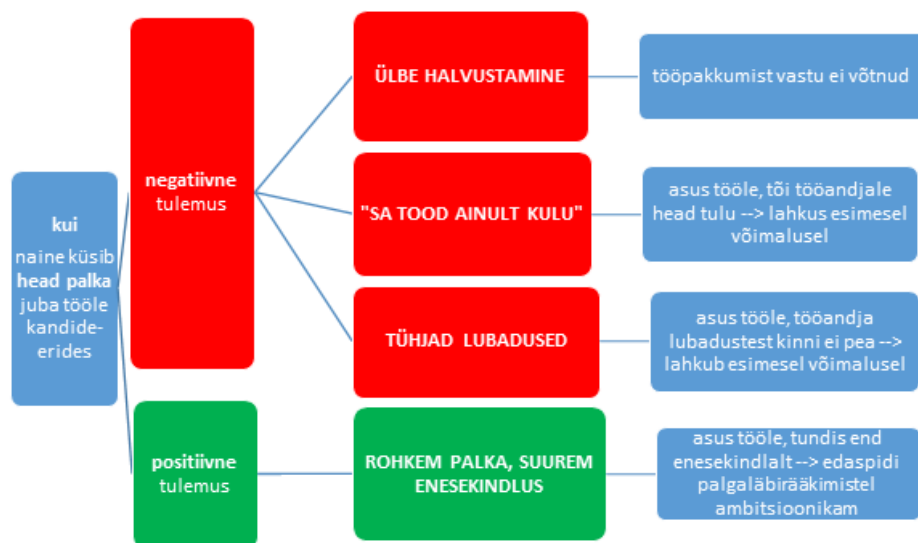 kui
naine küsib
head palka
juba tööle
kandidee-
erides
negatiivne
tulemus
ÜLBE HALVUSTAMINE
tööpakkumist vastu ei võtnud
"SA TOOD AINULT KULU"
asus tööle, tõi tööandjale
head tulu --> lahkus esimesel
võimalusel
TÜHJAD LUBADUSED
asus tööle, tööandja
lubadustest kinni ei pea -->
lahkub esimesel võimalusel
positiivne
tulemus
ROHKEM PALKA, SUUREM
ENESEKINDLUS
asus tööle, tundis end
enesekindlalt --> edaspidi
palgaläbirääkimistel
ambitsioonikam